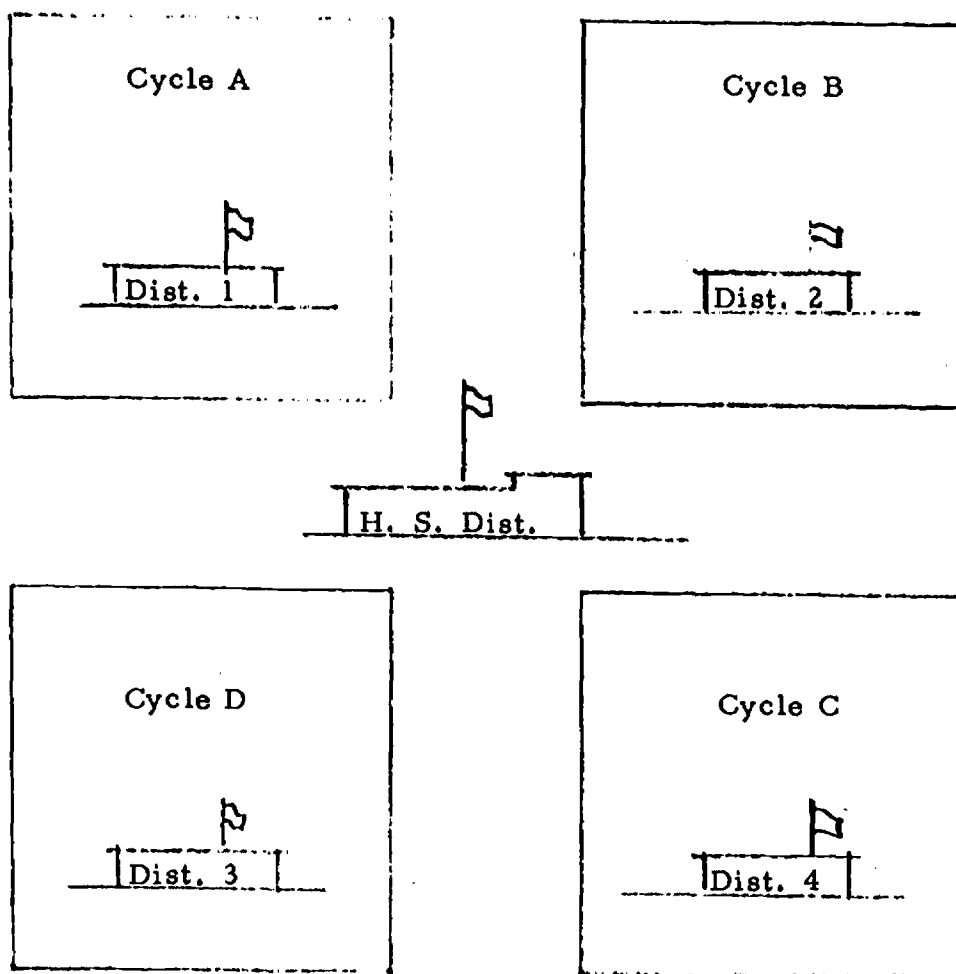 Cycle A
Cycle B
Dist. 1
Dist. 2
H. S. Dist.
Cycle D
Cycle C
Dist. 3
Dist. 4